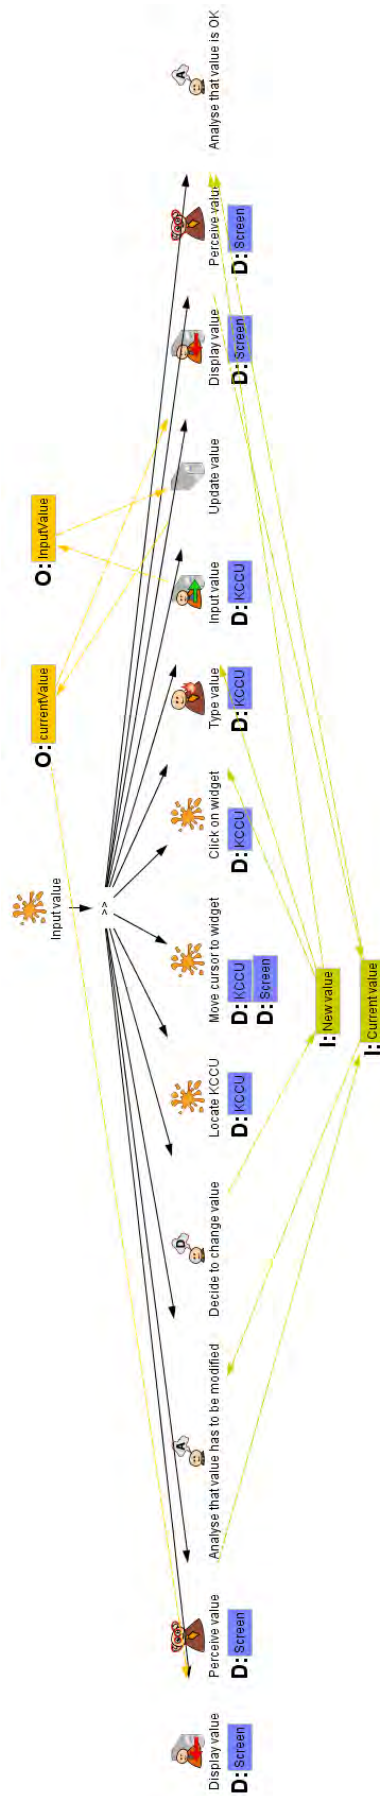 Input value
>>
O: currentValue
O: InputValue
Display value
D: Screen
Perceive value
D: Screen
A
Analyse that value has to be modified
D
Decide to change value
Locate KCCU
D: KCCU
Move cursor to widget
D: KCCU
D: Screen
Click on widget
D: KCCU
Type value
D: KCCU
Input value
D: KCCU
Update value
Display value
D: Screen
Perceive value
D: Screen
A
Analyse that value is OK
I: New value
I: Current value